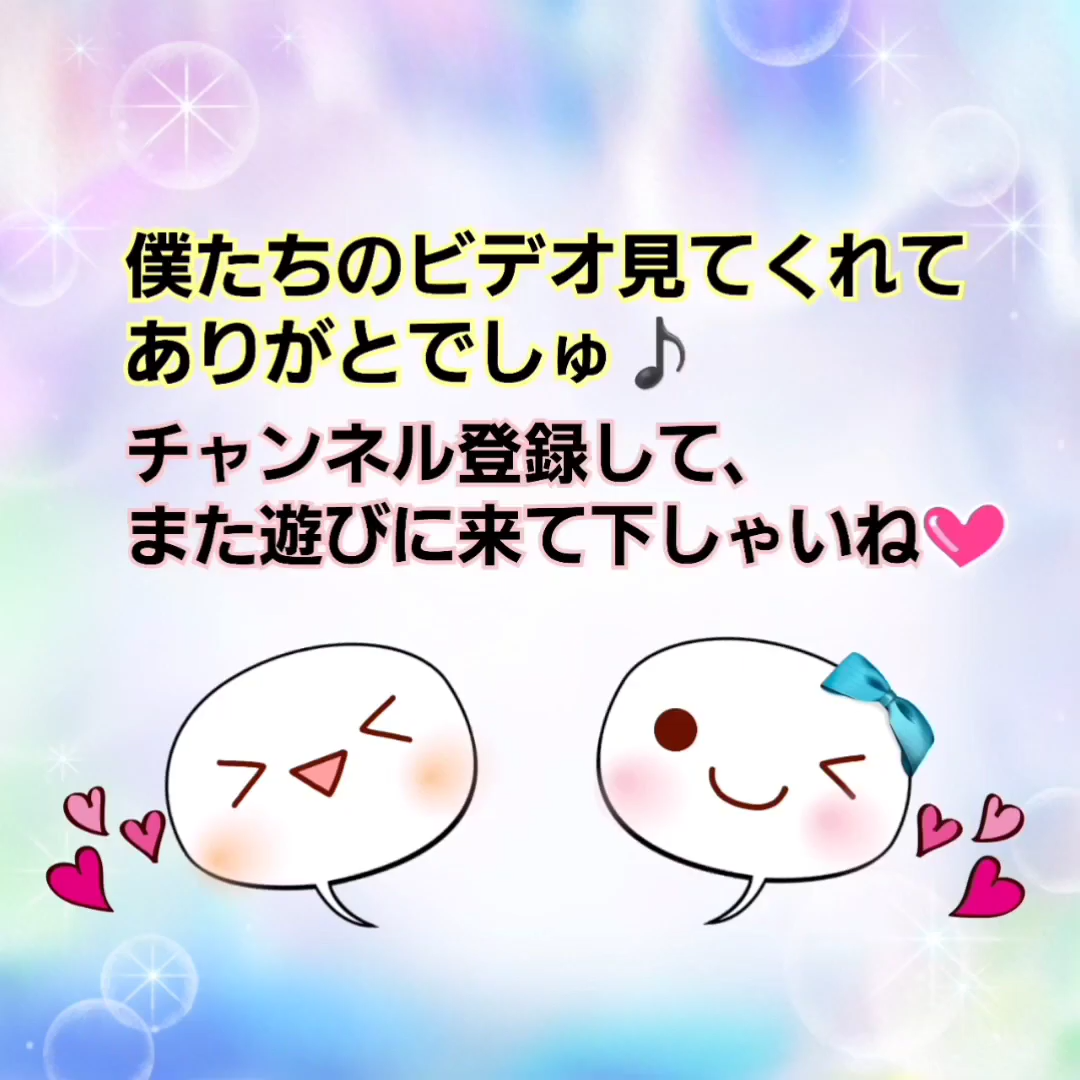 僕たちのビデオ見てくれて
ありがとでしゅ🎵
チャンネル登録して、
また遊びに来て下しゃいね💗